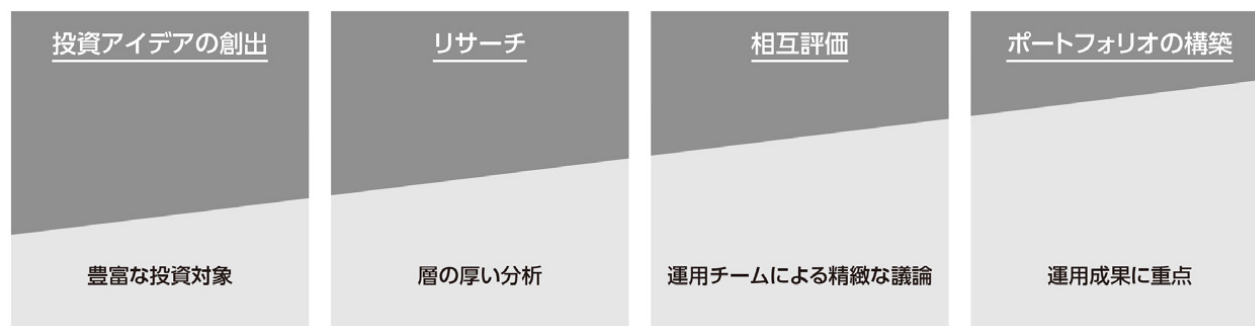 投資アイデアの創出
リサーチ
相互評価
ポートフォリオの構築
豊富な投資対象
層の厚い分析
運用チームによる精緻な議論
運用成果に重点